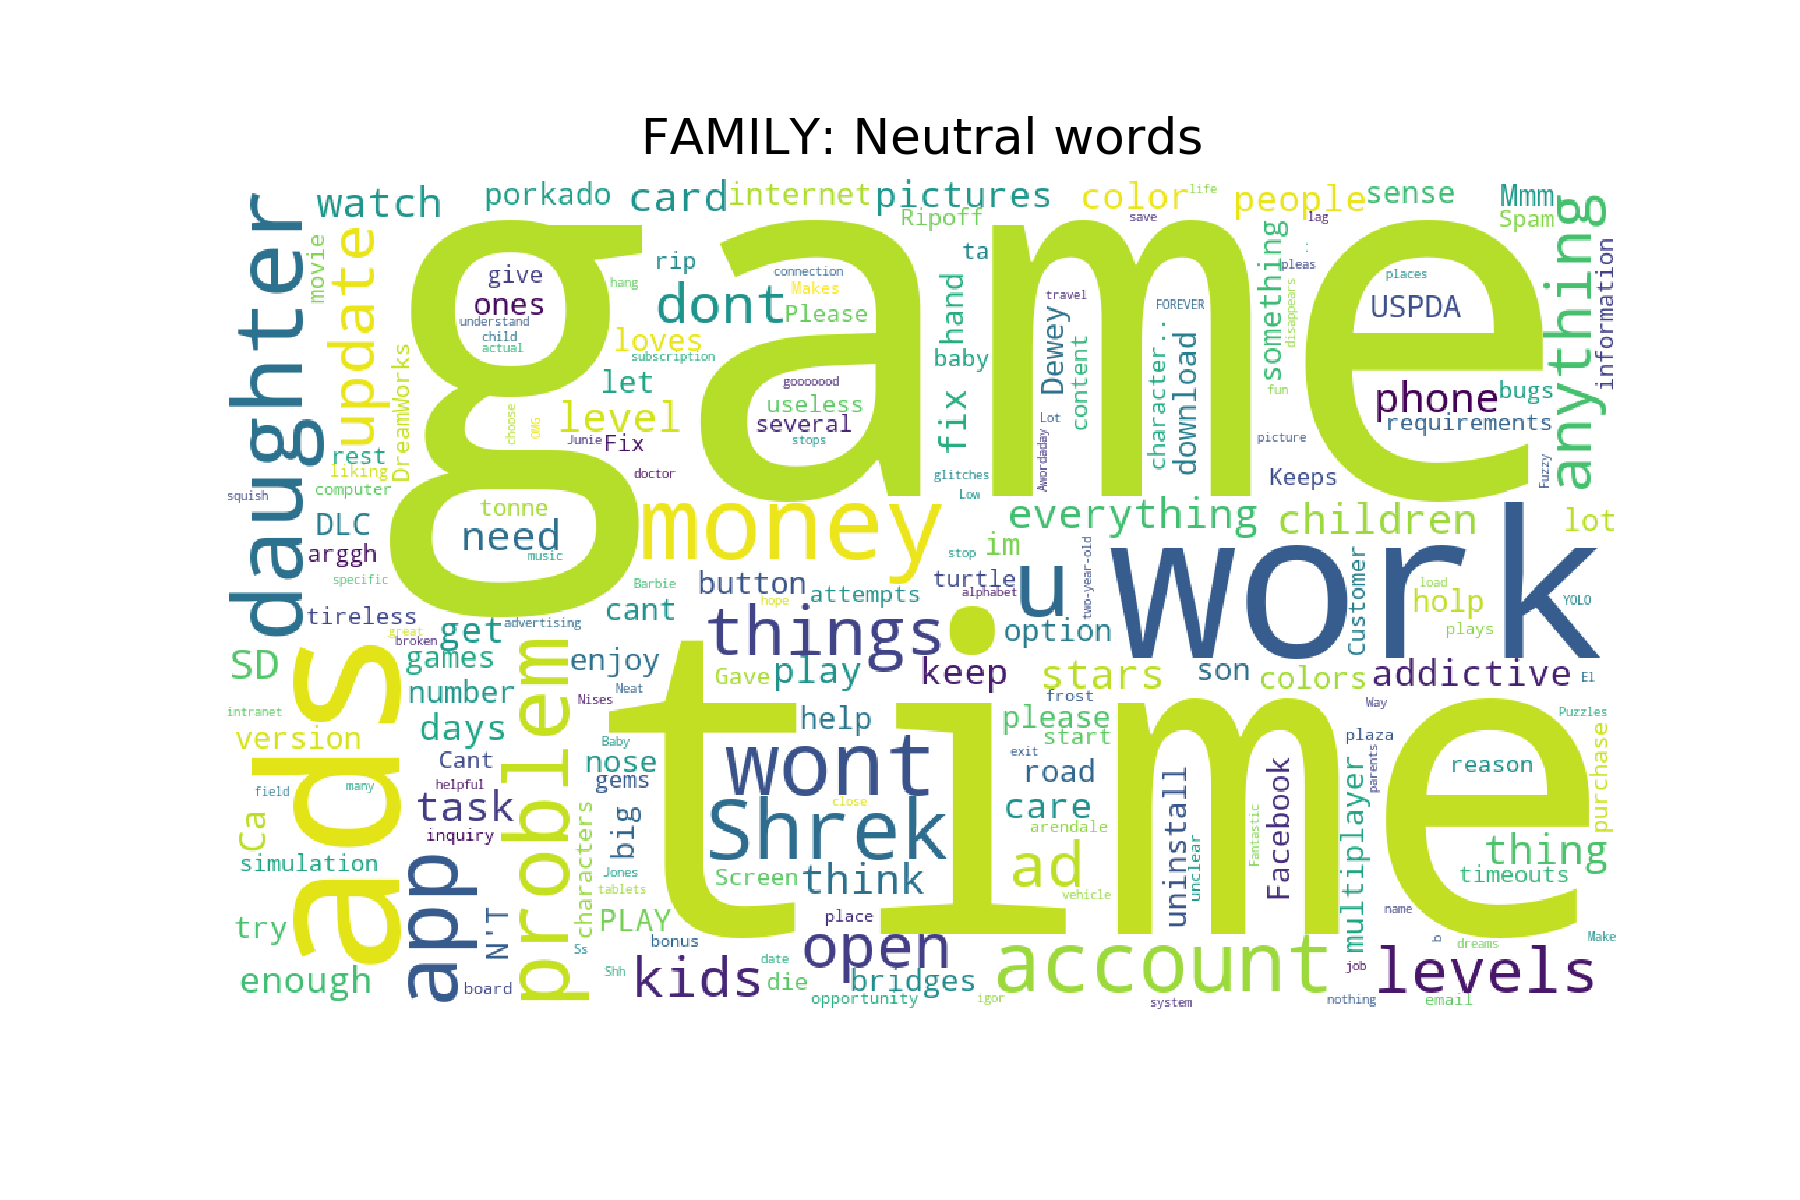 FAMILY: Neutral words
game
time
work
daughter
ads
money
problem
app
account
Shrek
wont
things
levels
anything
update
u
kids
open
ad
dont
level
phone
everything
children
watch
porkado
card
internet
pictures
color
life
people
sense
Mmm
Spam
Ripoff
save
lag
movie
give
ones
understand
child
actual
rip
hang
connection
Makes
Please
loves
subscription
let
ta
hand
baby
travel
Dewey
content
FOREVER
character..
download
something
:
pleas
disappears
fun
places
USPDA
information
bugs
requirements
DreamWorks
rest
liking
computer
squish
choose
OMG
Junie
Fix
doctor
gooooood
useless
several
stops
fix
glitches
Low
Lot
Awordaday
picture
Keeps
Fuzzy
DLC
arggh
specific
tonne
need
music
Barbie
stop
im
two-year-old
lot
Customer
load
holp
plays
YOLO
button
attempts
turtle
alphabet
hope
tireless
great
broken
get
advertising
cant
option
SD
games
number
days
enjoy
Neat
Nises
Gave
play
keep
stars
son
colors
addictive
El
intranet
version
Cant
helpful
field
many
task
inquiry
Baby
nose
gems
help
frost
please
start
exit
road
Way
plaza
Puzzles
parents
reason
purchase
Ca
simulation
big
characters
Jones
tablets
close
care
arendale
vehicle
Screen
think
uninstall
unclear
Fantastic
Facebook
multiplayer
thing
timeouts
try
N'T
PLAY
place
bonus
Ss
Shh
name
b
dreams
Make
enough
board
date
die
bridges
opportunity
igor
system
job
nothing
email